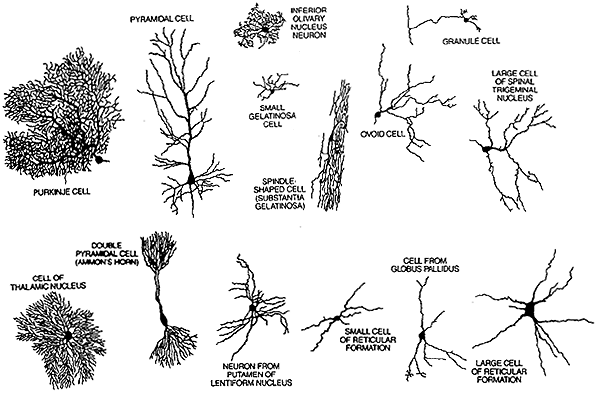 PYRAMIDAL CELL
INFERIOR
OLIVARY
NUCLEUS
NEURON
GRANULE CELL
SMALL
GELATINOSA
CELL
OVOID CELL
LARGE CELL
OF SPINAL
TRIGEMINAL
NUCLEUS
PURKINJE CELL
SPINDLE-
SHAPED CELL
(SUBSTANTIA
GELATINOSA)
DOUBLE
PYRAMIDAL CELL
(AMMON'S HORN)
CELL OF
THALAMIC NUCLEUS
CELL FROM
GLOBUS PALLIDUS
NEURON FROM
PUTAMEN OF
LENTIFORM NUCLEUS
SMALL CELL
OF RETICULAR
FORMATION
LARGE CELL
OF RETICULAR
FORMATION